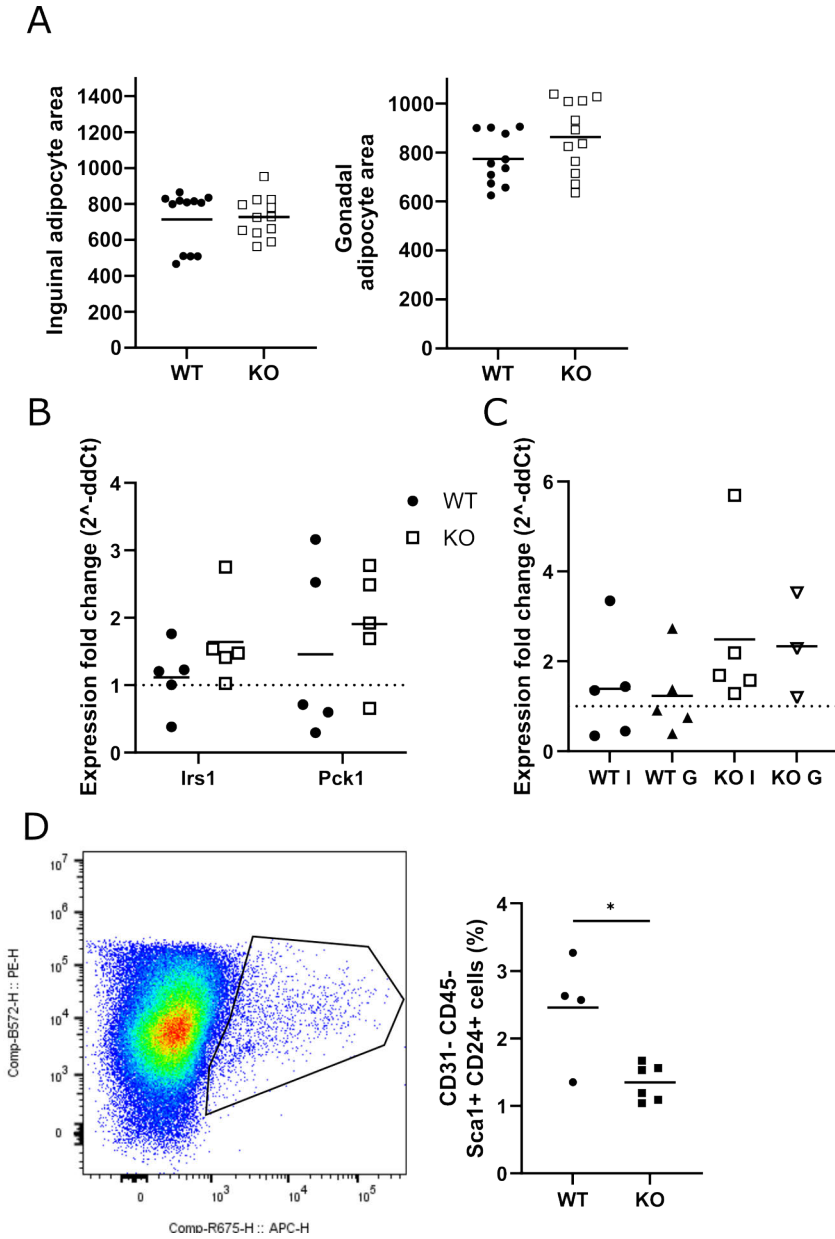 A
Inguinal adipocyte area
1400
1200
1000
800
600
400
200
0
WT KO
Gonadal
adipocyte area
1000
800
600
400
200
0
WT KO
B
Expression fold change (2^-ddCt)
4
3
2
1
0
Irs1 Pck1
WT
KO
C
Expression fold change (2^-ddCt)
6
4
2
0
WT I WT G KO I KO G
D
Comp-B572-H :: PE-H
10^7
10^6
10^5
10^4
10^3
0
0 10^3 10^4 10^5
Comp-R675-H :: APC-H
CD31- CD45-
Sca1+ CD24+ cells (%)
4
3
2
1
0
*
WT KO